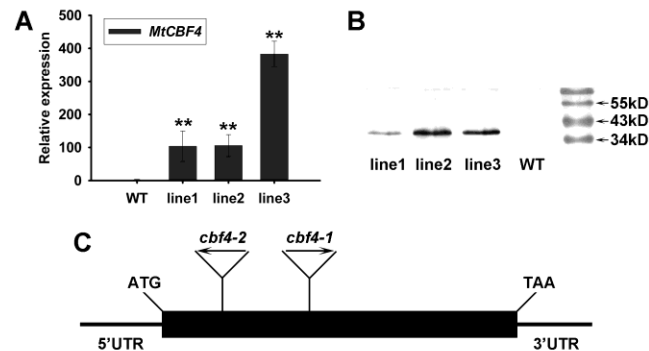 A
MtCBF4
500
400
300
200
100
0
Relative expression
**
**
**
WT
line1
line2
line3
B
55kD
43kD
34kD
line1
line2
line3
WT
C
cbf4-2
cbf4-1
ATG
TAA
5'UTR
3'UTR